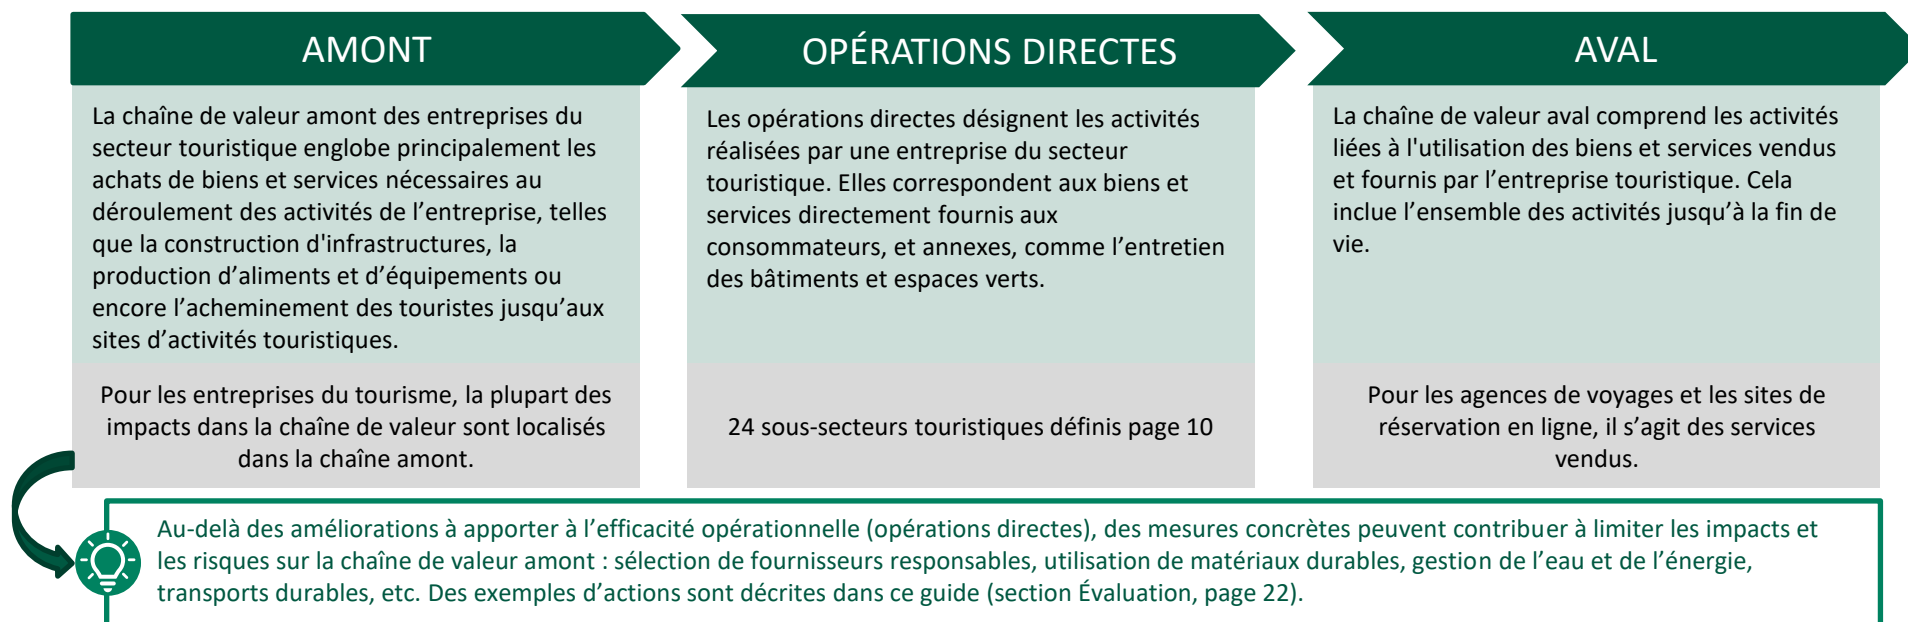 AMONT
La chaîne de valeur amont des entreprises du
secteur touristique englobe principalement les
achats de biens et services nécessaires au
déroulement des activités de l’entreprise, telles
que la construction d'infrastructures, la
production d’aliments et d’équipements ou
encore l’acheminement des touristes jusqu’aux
sites d’activités touristiques.
Pour les entreprises du tourisme, la plupart des
impacts dans la chaîne de valeur sont localisés
dans la chaîne amont.
OPÉRATIONS DIRECTES
Les opérations directes désignent les activités
réalisées par une entreprise du secteur
touristique. Elles correspondent aux biens et
services directement fournis aux
consommateurs, et annexes, comme l’entretien
des bâtiments et espaces verts.
24 sous-secteurs touristiques définis page 10
AVAL
La chaîne de valeur aval comprend les activités
liées à l'utilisation des biens et services vendus
et fournis par l’entreprise touristique. Cela
inclue l’ensemble des activités jusqu’à la fin de
vie.
Pour les agences de voyages et les sites de
réservation en ligne, il s’agit des services
vendus.
Au-delà des améliorations à apporter à l’efficacité opérationnelle (opérations directes), des mesures concrètes peuvent contribuer à limiter les impacts et
les risques sur la chaîne de valeur amont : sélection de fournisseurs responsables, utilisation de matériaux durables, gestion de l’eau et de l’énergie,
transports durables, etc. Des exemples d’actions sont décrites dans ce guide (section Évaluation, page 22).